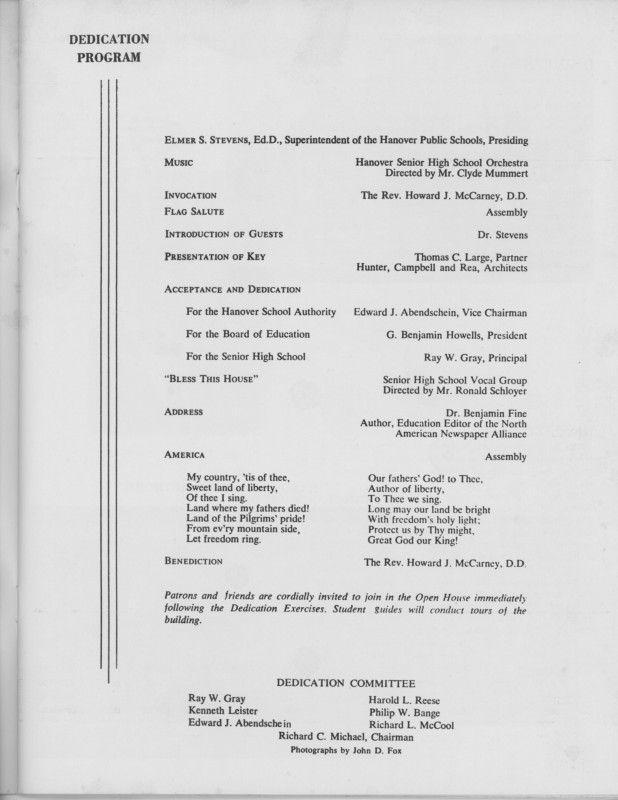 DEDICATION
PROGRAM
ELMER S. STEVENS, Ed.D., Superintendent of the Hanover Public Schools, Presiding
MUSIC Hanover Senior High School Orchestra
Directed by Mr. Clyde Mummert
INVOCATION The Rev. Howard J. McCarney, D.D.
FLAG SALUTE Assembly
INTRODUCTION OF GUESTS Dr. Stevens
PRESENTATION OF KEY Thomas C. Large, Partner
Hunter, Campbell and Rea, Architects
ACCEPTANCE AND DEDICATION
For the Hanover School Authority Edward J. Abendschein, Vice Chairman
For the Board of Education G. Benjamin Howells, President
For the Senior High School Ray W. Gray, Principal
"BLESS THIS HOUSE" Senior High School Vocal Group
Directed by Mr. Ronald Schloyer
ADDRESS Dr. Benjamin Fine
Author, Education Editor of the North
American Newspaper Alliance
AMERICA Assembly
My country, 'tis of thee,
Sweet land of liberty,
Of thee I sing.
Land where my fathers died!
Land of the Pilgrims' pride!
From ev'ry mountain side,
Let freedom ring.
Our fathers' God! to Thee,
Author of liberty,
To Thee we sing.
Long may our land be bright
With freedom's holy light;
Protect us by Thy might,
Great God our King!
BENEDICTION The Rev. Howard J. McCarney, D.D.
Patrons and friends are cordially invited to join in the Open House immediately
following the Dedication Exercises. Student guides will conduct tours of the
building.
DEDICATION COMMITTEE
Ray W. Gray Harold L. Reese
Kenneth Leister Philip W. Bange
Edward J. Abendschein Richard L. McCool
Richard C. Michael, Chairman
Photographs by John D. Fox